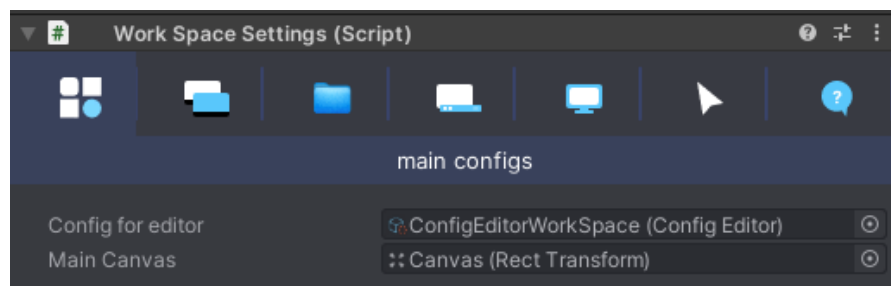 Work Space Settings (Script)
main configs
Config for editor
ConfigEditorWorkSpace (Config Editor)
Main Canvas
Canvas (Rect Transform)